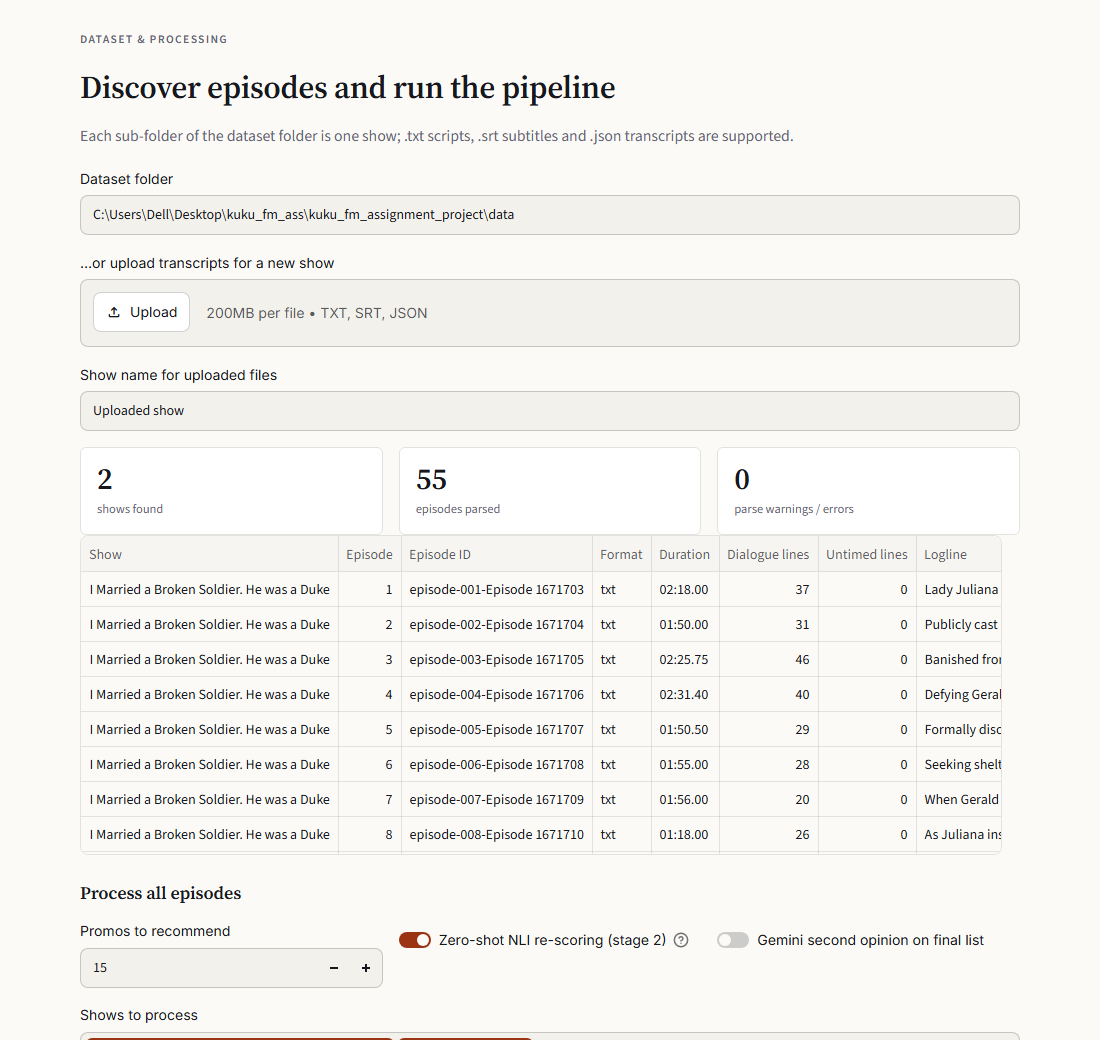 DATASET & PROCESSING
Discover episodes and run the pipeline
Each sub-folder of the dataset folder is one show; .txt scripts, .srt subtitles and .json transcripts are supported.
Dataset folder
C:\Users\Dell\Desktop\kuku_fm_ass\kuku_fm_assignment_project\data
...or upload transcripts for a new show
Upload 200MB per file • TXT, SRT, JSON
Show name for uploaded files
Uploaded show
2 55 0
shows found episodes parsed parse warnings / errors
Show Episode Episode ID Format Duration Dialogue lines Untimed lines Logline
I Married a Broken Soldier. He was a Duke 1 episode-001-Episode 1671703 txt 02:18.00 37 0 Lady Juliana
I Married a Broken Soldier. He was a Duke 2 episode-002-Episode 1671704 txt 01:50.00 31 0 Publicly cast
I Married a Broken Soldier. He was a Duke 3 episode-003-Episode 1671705 txt 02:25.75 46 0 Banished
I Married a Broken Soldier. He was a Duke 4 episode-004-Episode 1671706 txt 02:31.40 40 0 Defying
I Married a Broken Soldier. He was a Duke 5 episode-005-Episode 1671707 txt 01:50.50 29 0 Formally
I Married a Broken Soldier. He was a Duke 6 episode-006-Episode 1671708 txt 01:55.00 28 0 Seeking
I Married a Broken Soldier. He was a Duke 7 episode-007-Episode 1671709 txt 01:56.00 20 0 When Gerald
I Married a Broken Soldier. He was a Duke 8 episode-008-Episode 1671710 txt 01:18.00 26 0 As Juliana
Process all episodes
Promos to recommend
Zero-shot NLI re-scoring (stage 2) ? Gemini second opinion on final list
15 − +
Shows to process